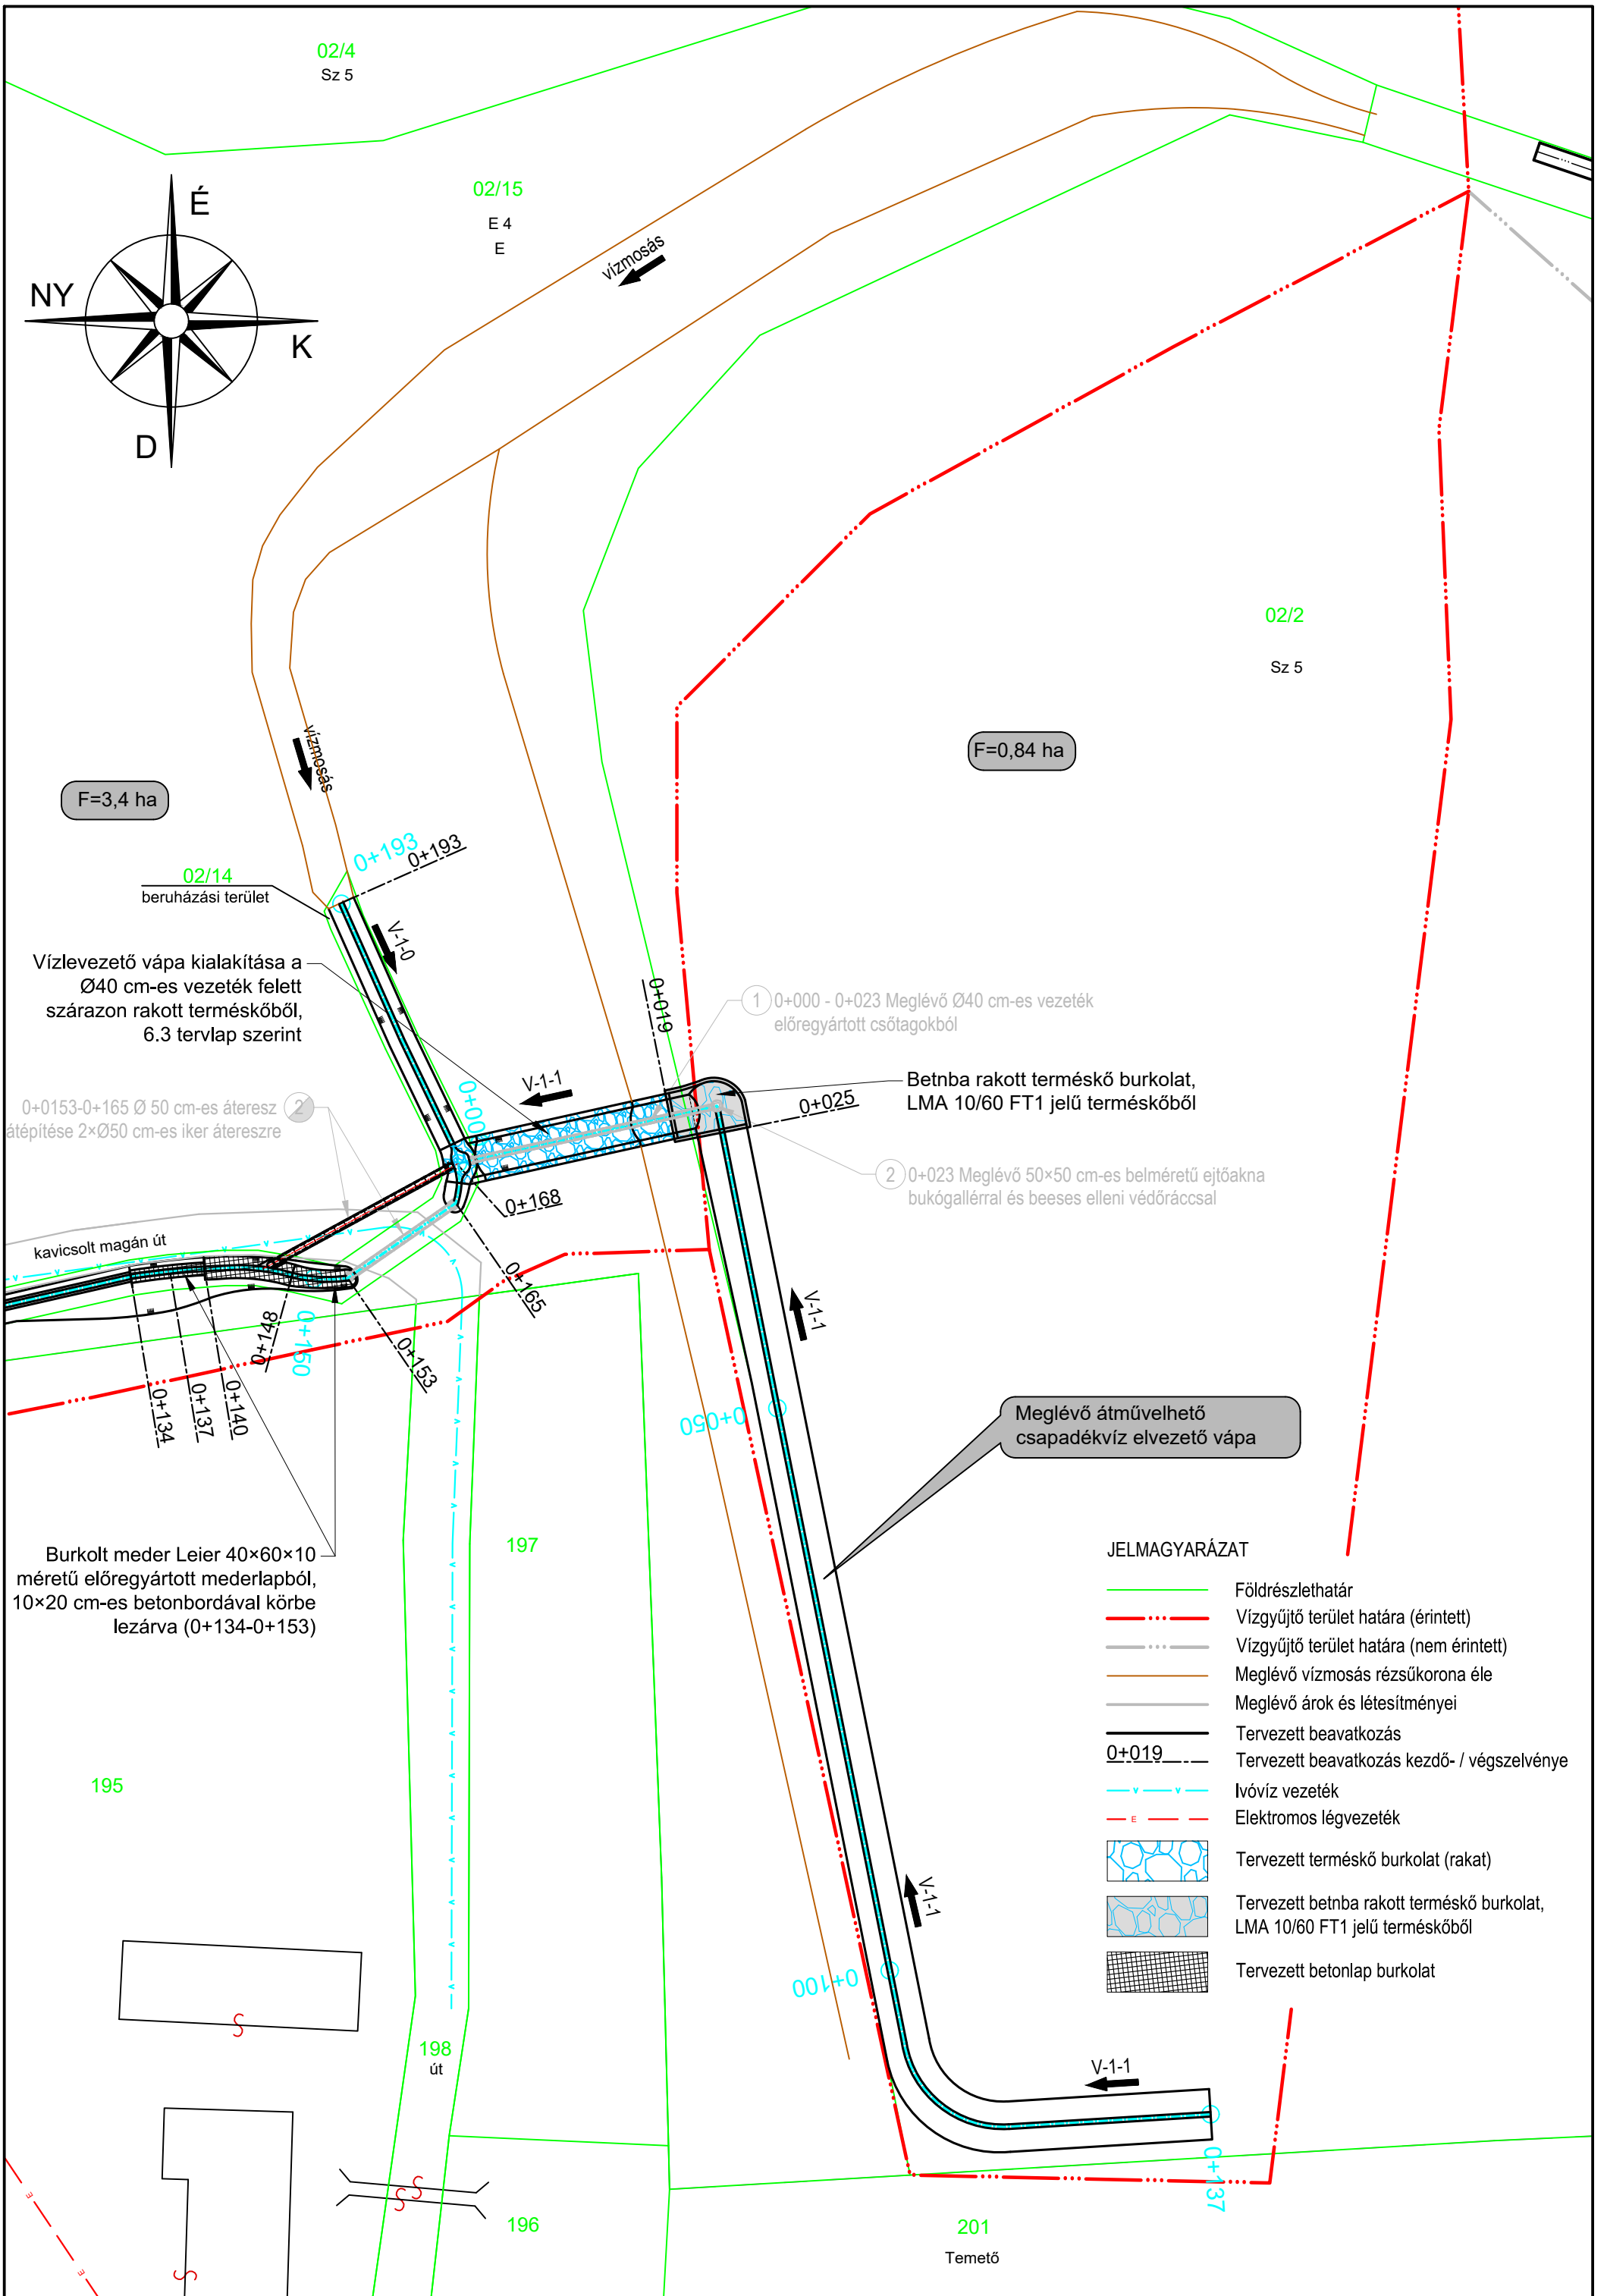 02/4
Sz 5
02/15
E 4
E
É
NY
K
D
vízmosás
02/2
Sz 5
F=0,84 ha
vízmosás
F=3,4 ha
0+193
0+193
02/14
beruházási terület
V-1-0
Vízlevezető vápa kialakítása a
Ø40 cm-es vezeték felett
szárazon rakott terméskőből,
6.3 tervlap szerint
0+019
1
0+000 - 0+023 Meglévő Ø40 cm-es vezeték
előregyártott csőtagokból
V-1-1
0+000
Betnba rakott terméskő burkolat,
LMA 10/60 FT1 jelű terméskőből
0+025
0+0153-0+165 Ø 50 cm-es áteresz
átépítése 2×Ø50 cm-es iker átereszre
2
2
0+023 Meglévő 50×50 cm-es belméretű ejtőakna
bukógallérral és beeses elleni védőráccsal
0+168
kavicsolt magán út
0+165
0+148
0+150
0+153
0+134
0+137
0+140
V-1-1
0+050
Meglévő átművelhető
csapadékvíz elvezető vápa
Burkolt meder Leier 40×60×10
méretű előregyártott mederlapból,
10×20 cm-es betonbordával körbe
lezárva (0+134-0+153)
197
JELMAGYARÁZAT
Földrészlethatár
Vízgyűjtő terület határa (érintett)
Vízgyűjtő terület határa (nem érintett)
Meglévő vízmosás rézsűkorona éle
Meglévő árok és létesítményei
Tervezett beavatkozás
0+019
Tervezett beavatkozás kezdő- / végszelvénye
Ivóvíz vezeték
E
Elektromos légvezeték
Tervezett terméskő burkolat (rakat)
Tervezett betnba rakott terméskő burkolat,
LMA 10/60 FT1 jelű terméskőből
Tervezett betonlap burkolat
195
V-1-1
0+100
198
út
V-1-1
0+137
196
201
Temető
E
E